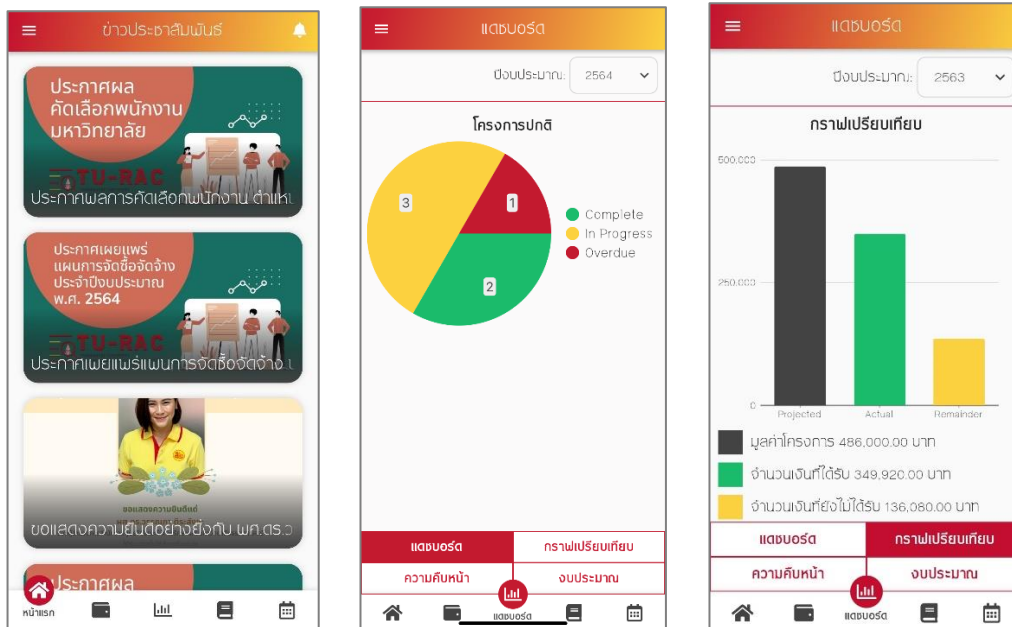 ข่าวประชาสัมพันธ์
ประกาศผล
คัดเลือกพนักงาน
มหาวิทยาลัย
TU-RAC
ประกาศผลการคัดเลือกพนักงาน ตำแหน่
ประกาศเผยแพร่
แผนการจัดซื้อจัดจ้าง
ประจำปีงบประมาณ
พ.ศ. 2564
TU-RAC
ประกาศเผยแพร่แผนการจัดซื้อจัดจ้าง
ขอแสดงความยินดีแด่
ขอแสดงความยินดีอย่างยิ่งกับ ผศ.ดร.ว
ประกาศผล
หน้าแรก
แดชบอร์ด
ปีงบประมาณ: 2564
โครงการปกติ
3
1
2
Complete
In Progress
Overdue
แดชบอร์ด
กราฟเปรียบเทียบ
ความคืบหน้า
งบประมาณ
แดชบอร์ด
แดชบอร์ด
ปีงบประมาณ: 2563
กราฟเปรียบเทียบ
500,000
250,000
0
Projected
Actual
Remainder
มูลค่าโครงการ 486,000.00 บาท
จำนวนเงินที่ได้รับ 349,920.00 บาท
จำนวนเงินที่ยังไม่ได้รับ 136,080.00 บาท
แดชบอร์ด
กราฟเปรียบเทียบ
ความคืบหน้า
งบประมาณ
แดชบอร์ด